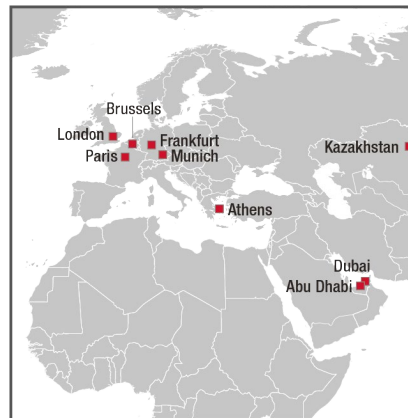 Brussels
London
Frankfurt
Paris
Munich
Kazakhstan
Athens
Dubai
Abu Dhabi